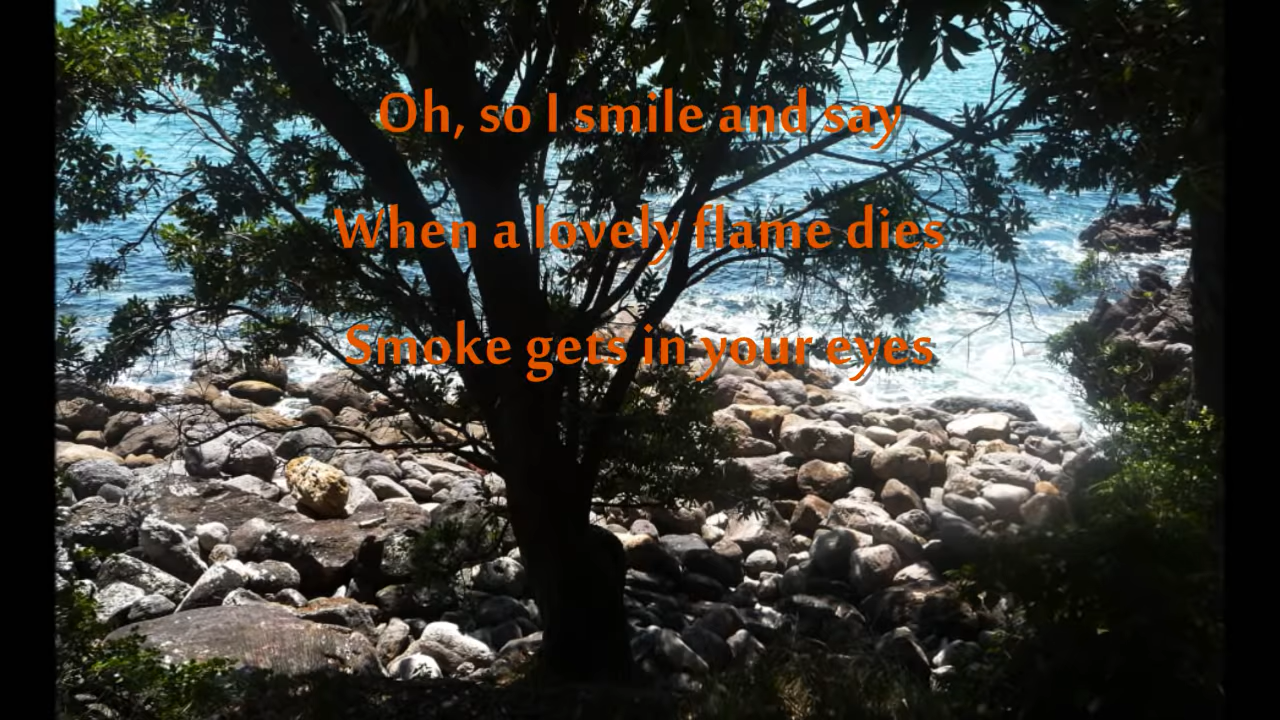 Oh, so I smile and say
When a lovely flame dies
Smoke gets in your eyes